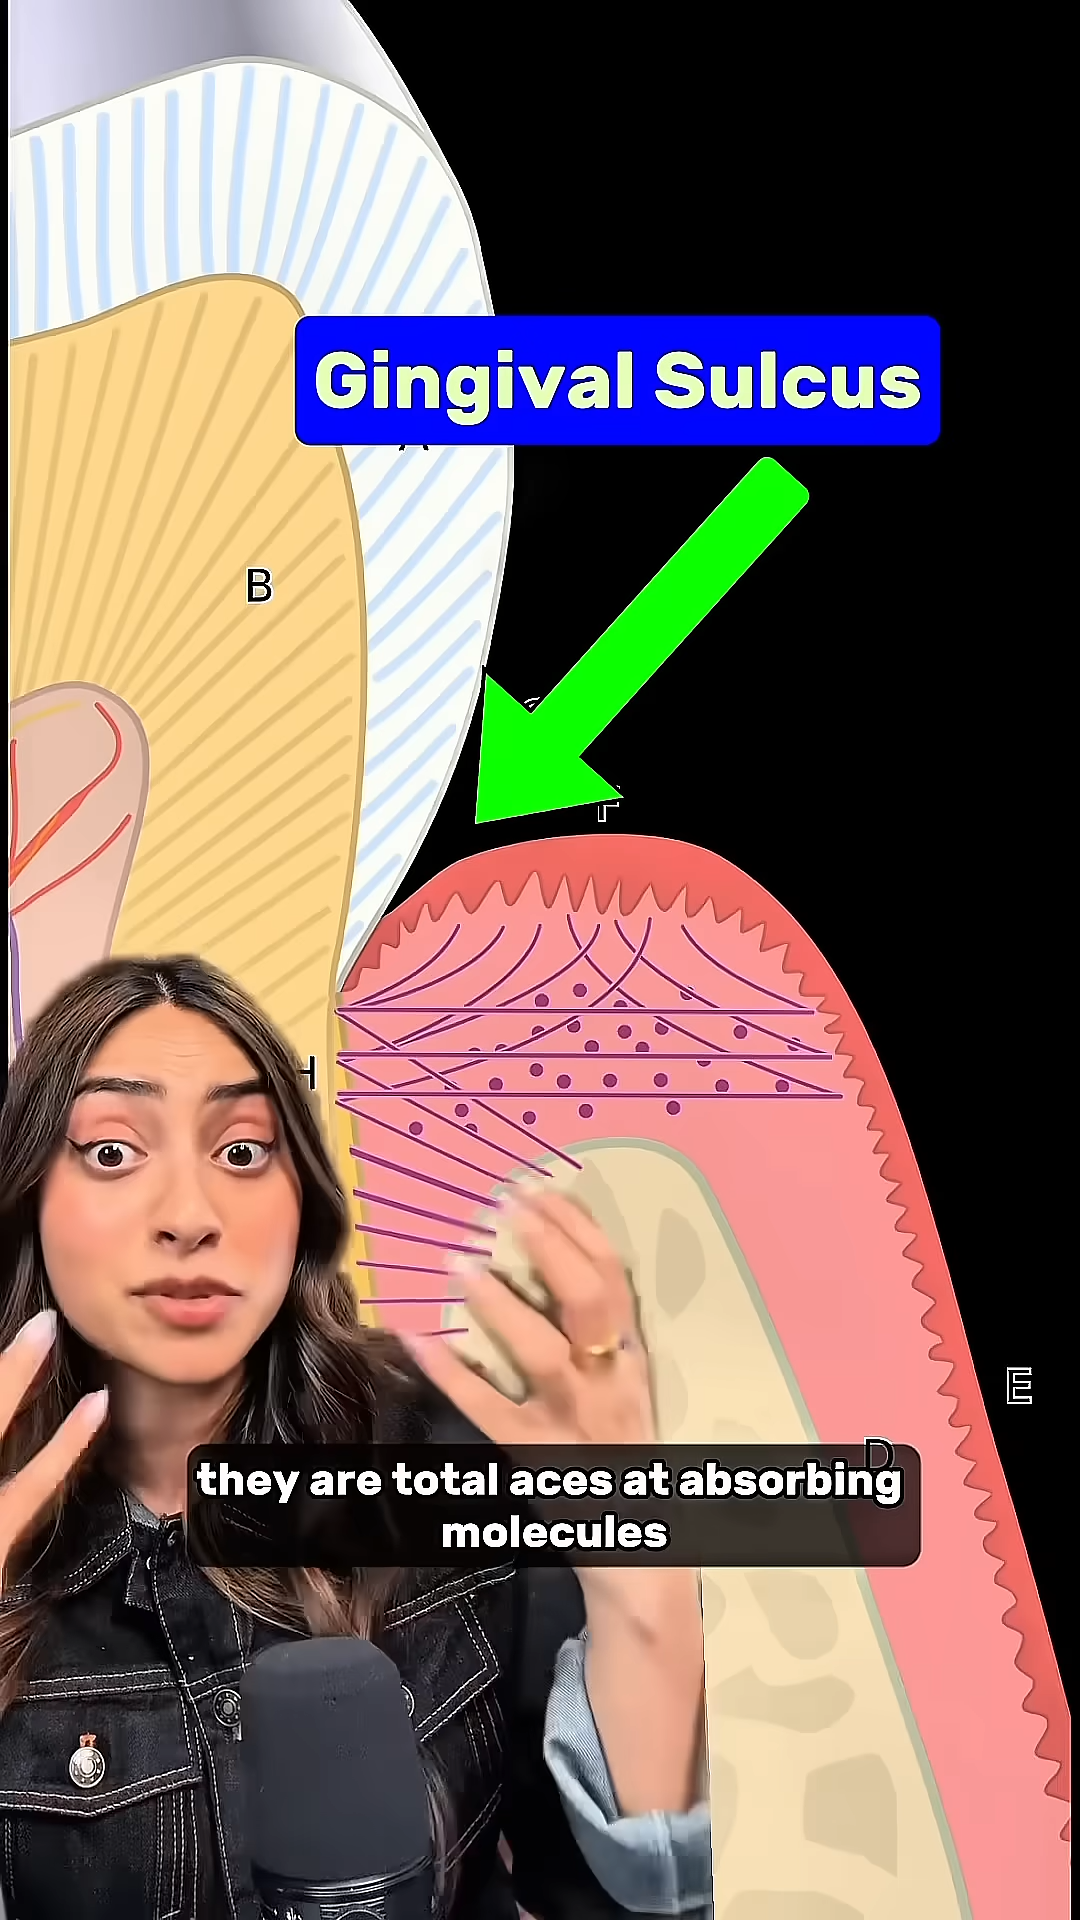 Gingival Sulcus
A
B
G
F
H
E
D
they are total aces at absorbing
molecules